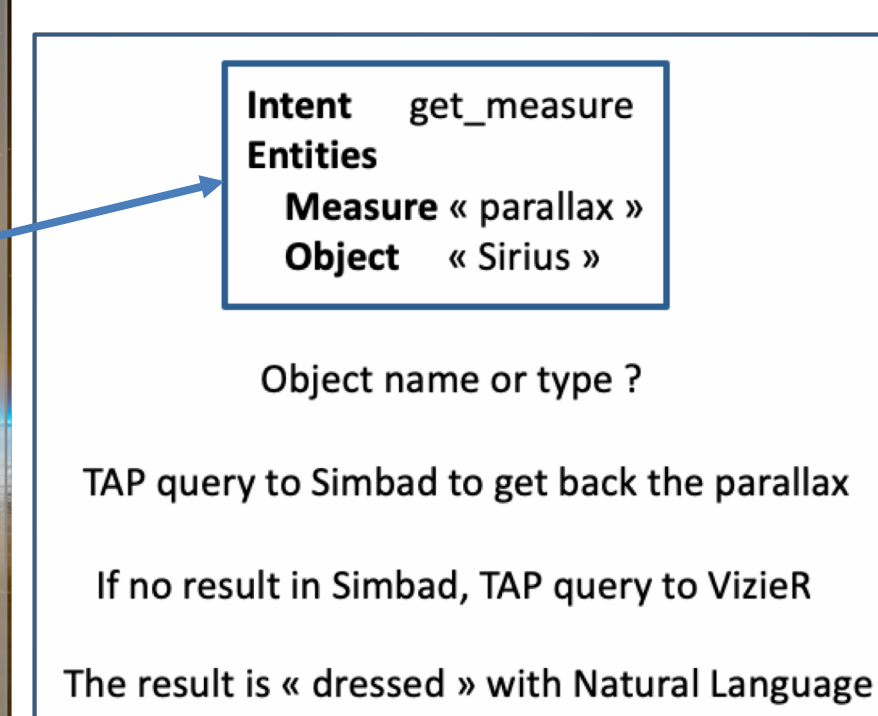 Intent get_measure
Entities
Measure « parallax »
Object « Sirius »
Object name or type ?
TAP query to Simbad to get back the parallax
If no result in Simbad, TAP query to VizieR
The result is « dressed » with Natural Language